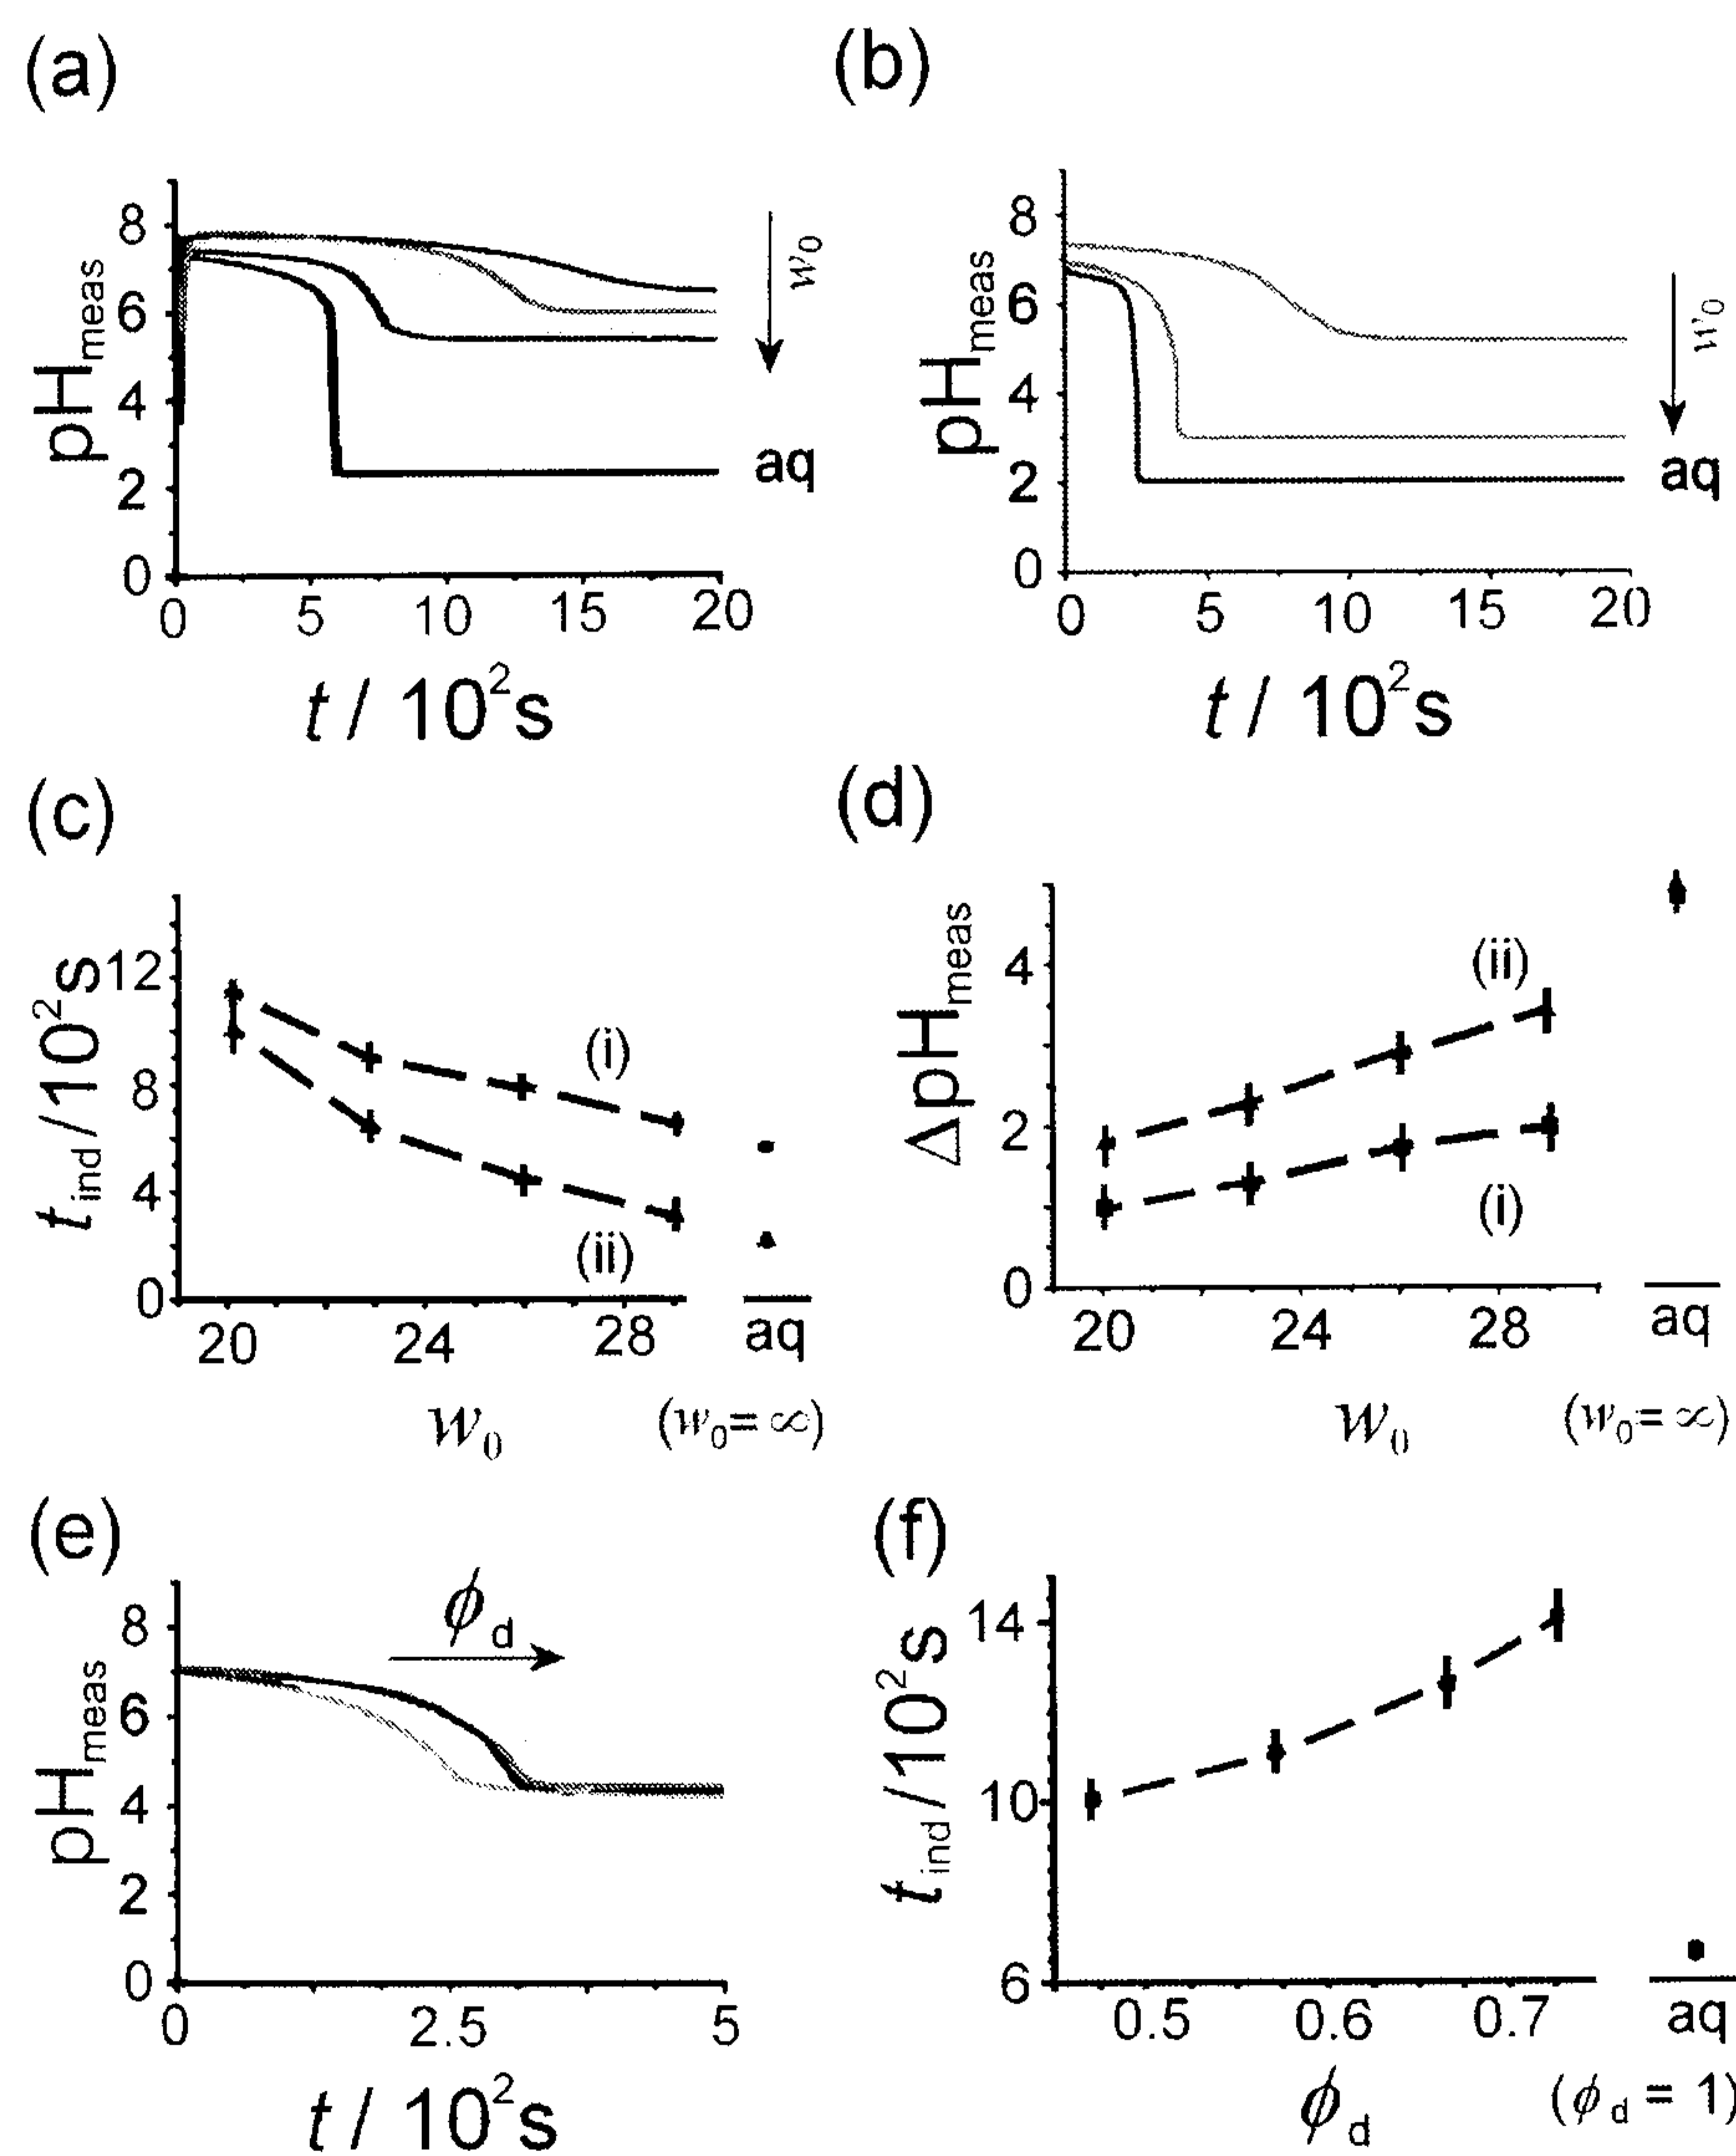 (a)
pHmeas
8
6
4
2
0
0 5 10 15 20
t / 10²s
w₀
aq
(b)
pHmeas
8
6
4
2
0
0 5 10 15 20
t / 10²s
w₀
aq
(c)
tind /10²s
12
8
4
0
(i)
(ii)
20 24 28 aq
w₀ (w₀= ∞)
(d)
ΔpHmeas
4
2
0
(ii)
(i)
20 24 28 aq
w₀ (w₀= ∞)
(e)
pHmeas
8
6
4
2
0
ϕd
0 2.5 5
t / 10²s
(f)
tind /10²s
14
10
6
0.5 0.6 0.7 aq
ϕd (ϕd = 1)